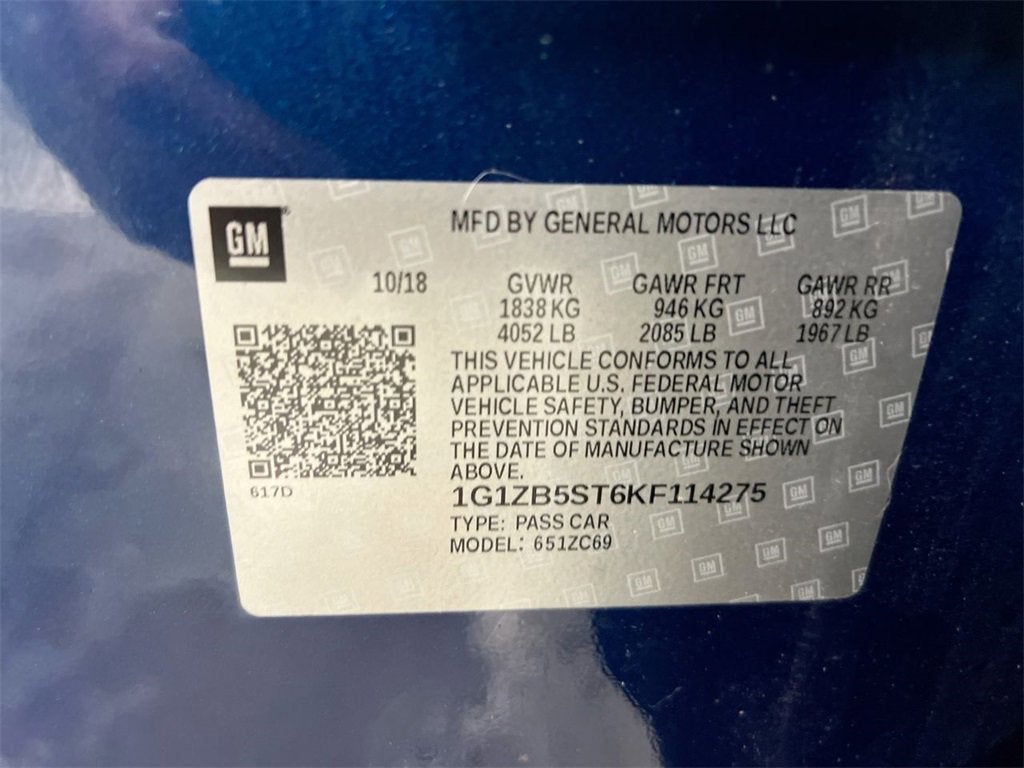 GM
MFD BY GENERAL MOTORS LLC
10/18 GVWR GAWR FRT GAWR RR
1838 KG 946 KG 892 KG
4052 LB 2085 LB 1967 LB
THIS VEHICLE CONFORMS TO ALL
APPLICABLE U.S. FEDERAL MOTOR
VEHICLE SAFETY, BUMPER, AND THEFT
PREVENTION STANDARDS IN EFFECT ON
THE DATE OF MANUFACTURE SHOWN
ABOVE.
617D
1G1ZB5ST6KF114275
TYPE: PASS CAR
MODEL: 651ZC69